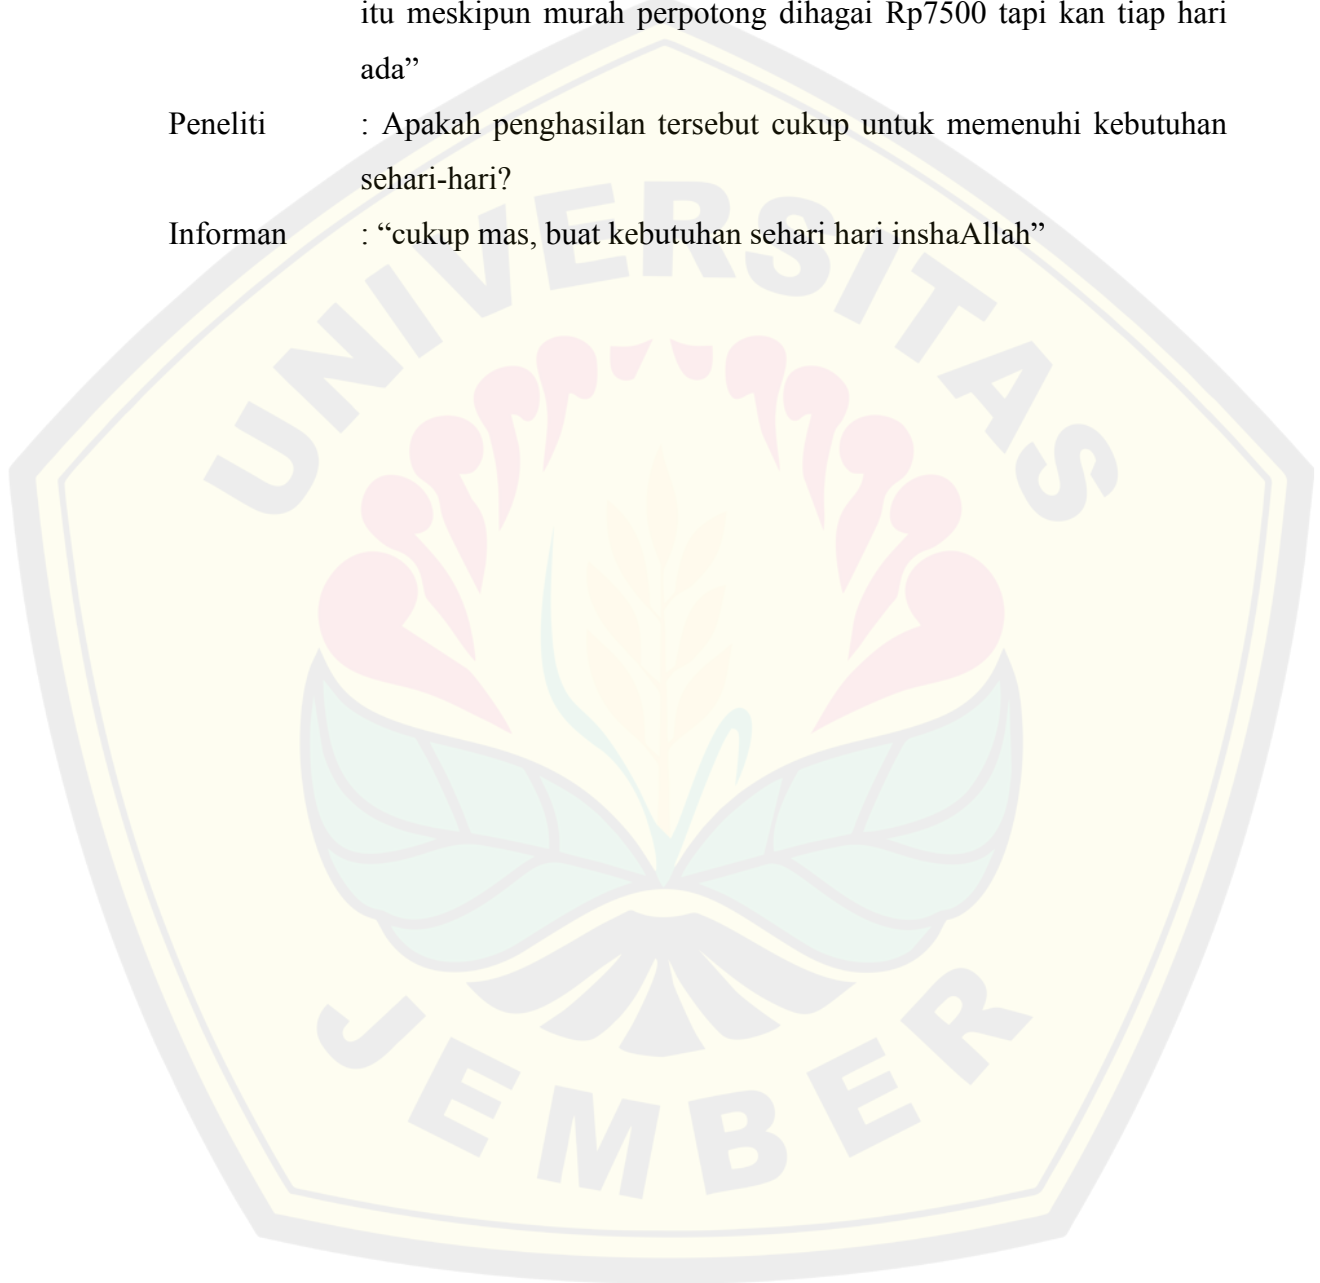 itu meskipun murah perpotong dihagai Rp7500 tapi kan tiap hari
ada”
Peneliti : Apakah penghasilan tersebut cukup untuk memenuhi kebutuhan
sehari-hari?
Informan : “cukup mas, buat kebutuhan sehari hari inshaAllah”
UNIVERSITAS
JEMBER